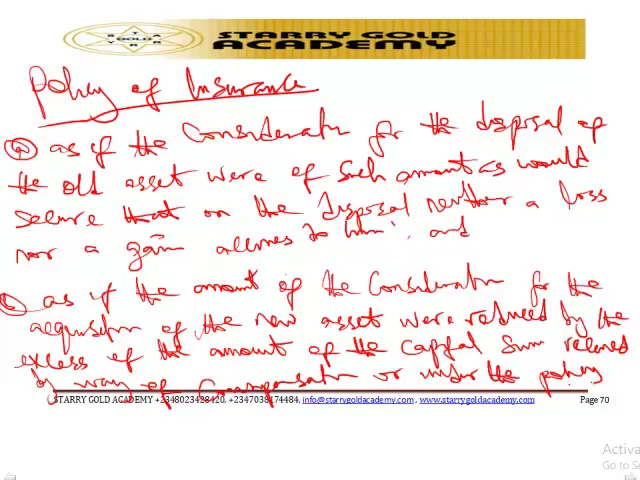 STARRY GOLD
ACADEMY
Policy of Insurance
(a) as if the Consideration for the disposal of
the old asset were of such amount as would
secure that on the disposal neither a loss
nor a gain accrues to him; and
(b) as if the amount of the Consideration for the
acquisition of the new asset were reduced by the
excess of the amount of the Capital Sum received
by way of Compensation or under the policy
STARRY GOLD ACADEMY +2348023428420, +2347038174484, info@starrygoldacademy.com , www.starrygoldacademy.com Page 70
Activa
Go to Se